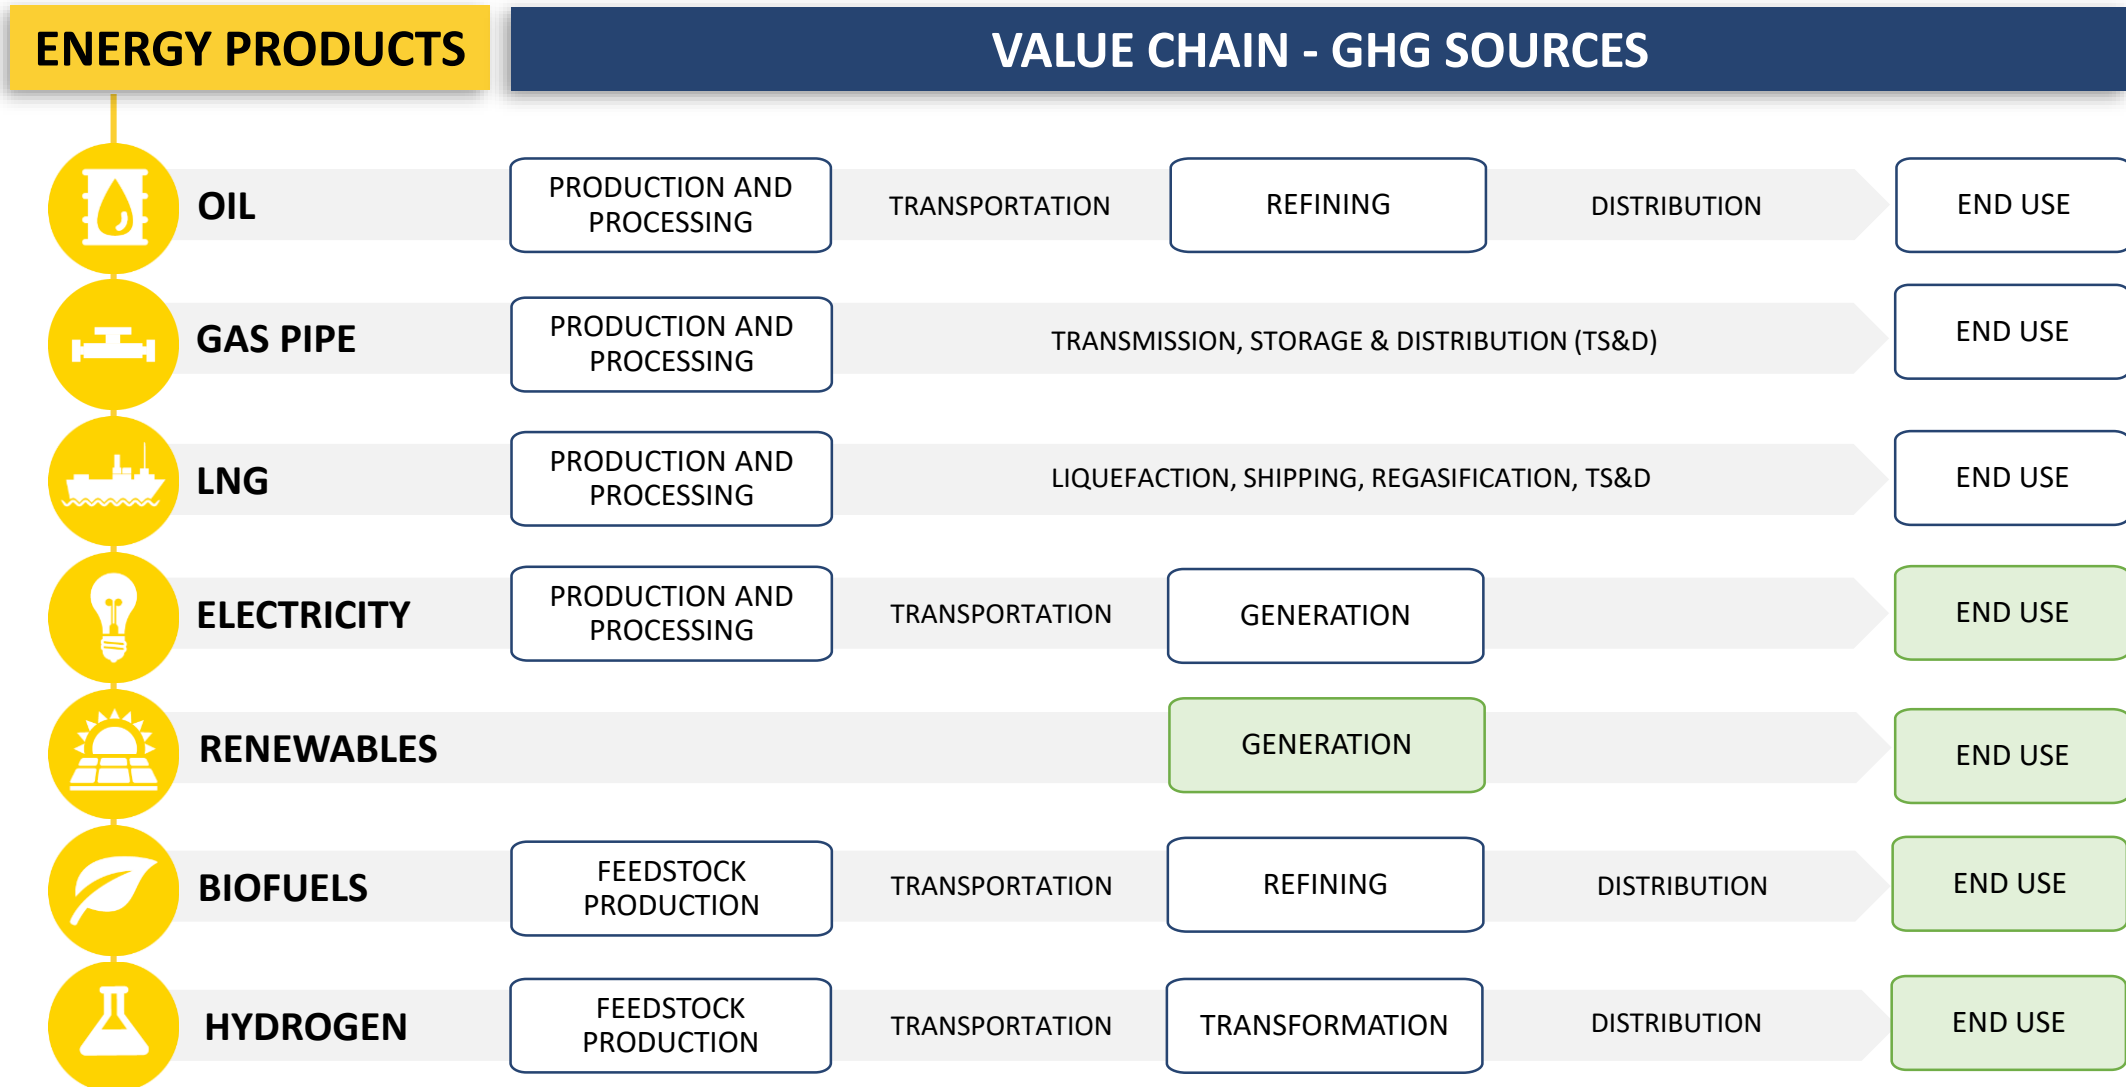 ENERGY PRODUCTS
VALUE CHAIN - GHG SOURCES
OIL
PRODUCTION AND
PROCESSING
TRANSPORTATION
REFINING
DISTRIBUTION
END USE
GAS PIPE
PRODUCTION AND
PROCESSING
TRANSMISSION, STORAGE & DISTRIBUTION (TS&D)
END USE
LNG
PRODUCTION AND
PROCESSING
LIQUEFACTION, SHIPPING, REGASIFICATION, TS&D
END USE
ELECTRICITY
PRODUCTION AND
PROCESSING
TRANSPORTATION
GENERATION
END USE
RENEWABLES
GENERATION
END USE
BIOFUELS
FEEDSTOCK
PRODUCTION
TRANSPORTATION
REFINING
DISTRIBUTION
END USE
HYDROGEN
FEEDSTOCK
PRODUCTION
TRANSPORTATION
TRANSFORMATION
DISTRIBUTION
END USE